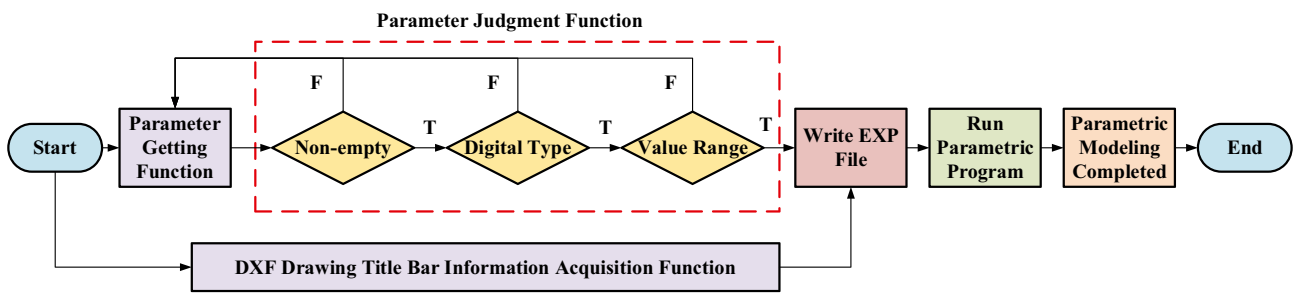 Parameter Judgment Function
F
F
F
Start
Parameter
Getting
Function
Non-empty
T
Digital Type
T
Value Range
T
Write EXP
File
Run
Parametric
Program
Parametric
Modeling
Completed
End
DXF Drawing Title Bar Information Acquisition Function